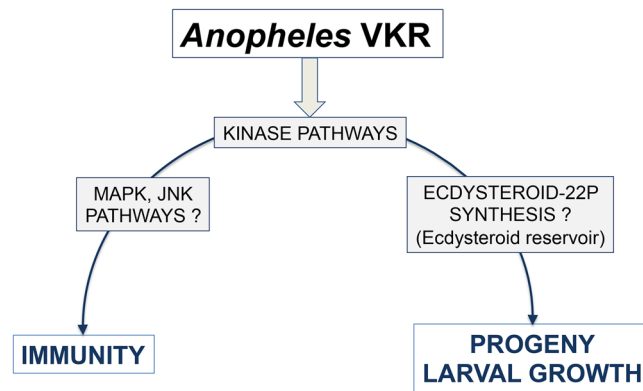 Anopheles VKR
KINASE PATHWAYS
MAPK, JNK
PATHWAYS ?
ECDYSTEROID-22P
SYNTHESIS ?
(Ecdysteroid reservoir)
IMMUNITY
PROGENY
LARVAL GROWTH